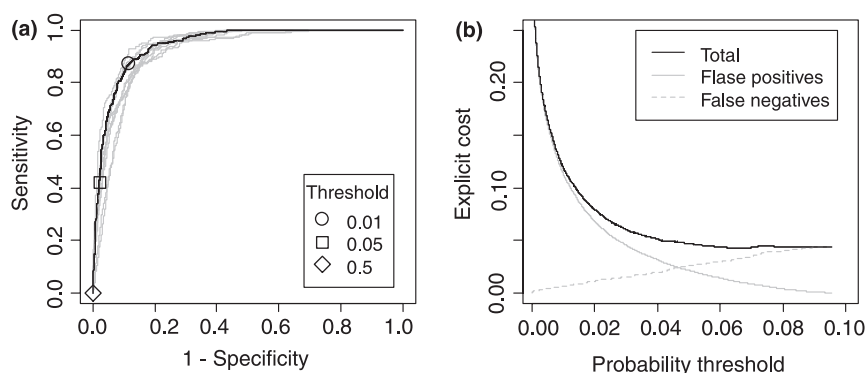 (a)
Sensitivity
1.0
0.8
0.6
0.4
0.2
0.0
Threshold
0.01
0.05
0.5
0.0 0.2 0.4 0.6 0.8 1.0
1 - Specificity
(b)
Explicit cost
0.20
0.10
0.00
Total
Flase positives
False negatives
0.00 0.02 0.04 0.06 0.08 0.10
Probability threshold